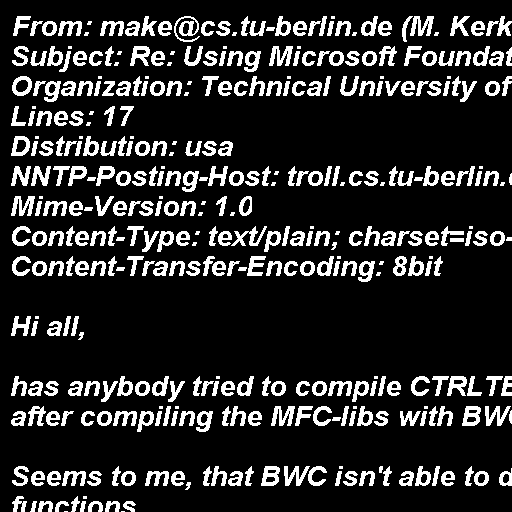 From: make@cs.tu-berlin.de (M. Kerk
Subject: Re: Using Microsoft Foundat
Organization: Technical University of
Lines: 17
Distribution: usa
NNTP-Posting-Host: troll.cs.tu-berlin.
Mime-Version: 1.0
Content-Type: text/plain; charset=iso-
Content-Transfer-Encoding: 8bit
Hi all,
has anybody tried to compile CTRLTE
after compiling the MFC-libs with BW
Seems to me, that BWC isn't able to d
functions